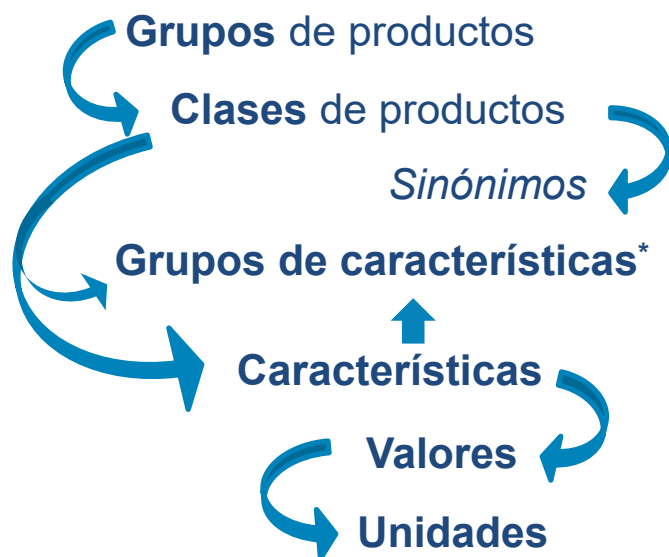 Grupos de productos
Clases de productos
Sinónimos
Grupos de características*
Características
Valores
Unidades